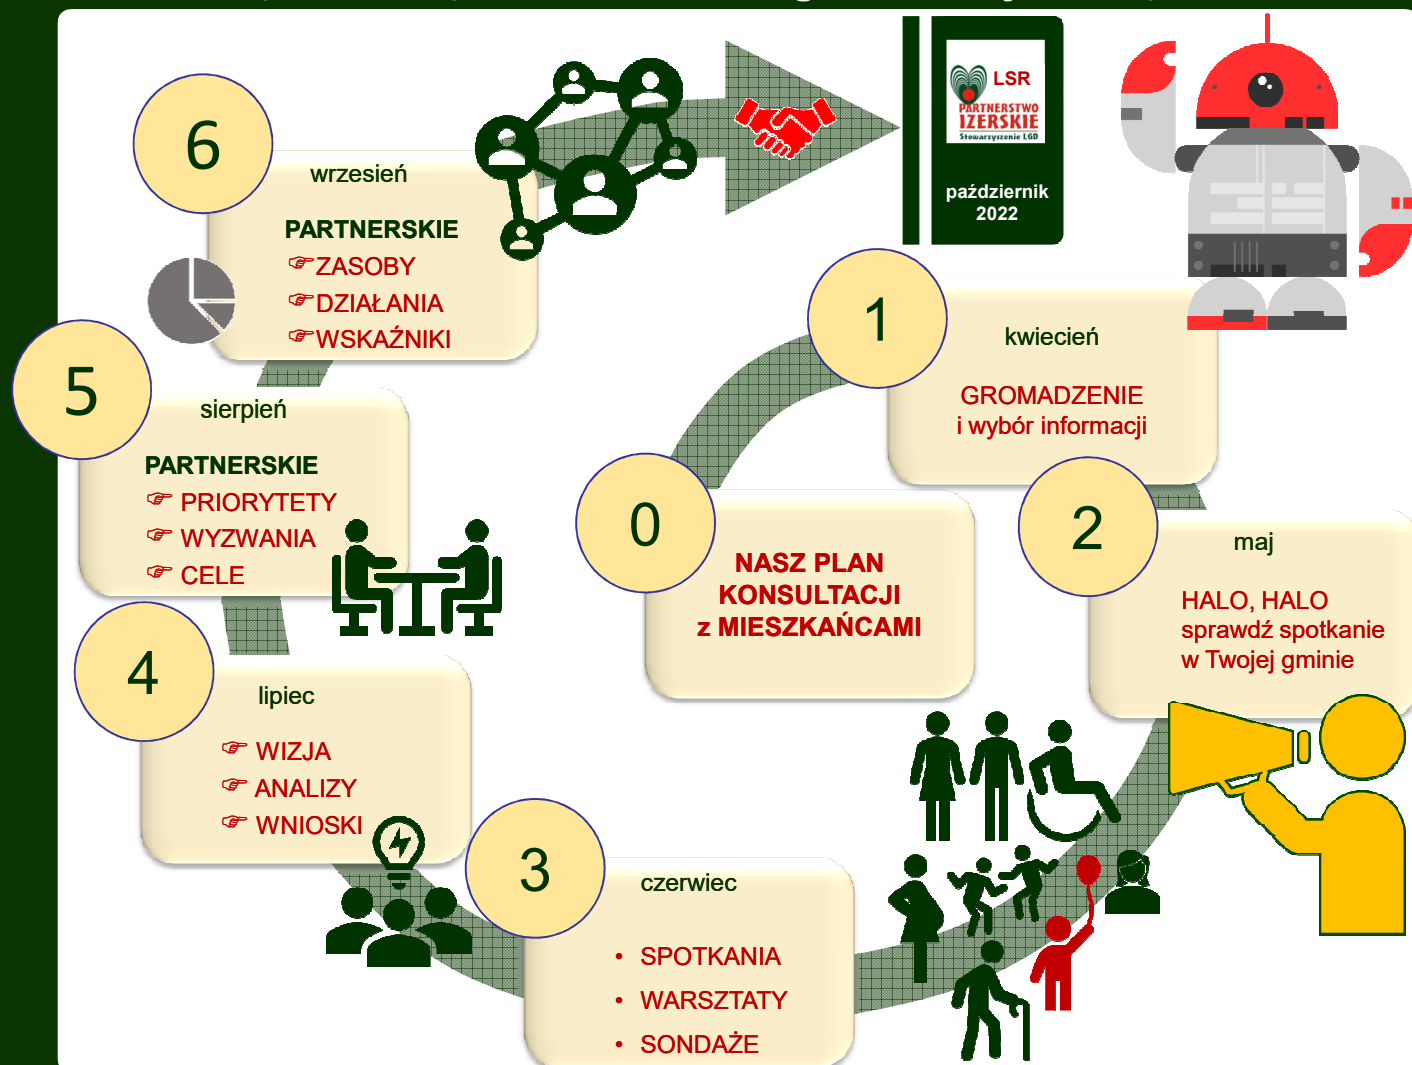 0
NASZ PLAN
KONSULTACJI
z MIESZKAŃCAMI
1
kwiecień
GROMADZENIE
i wybór informacji
2
maj
HALO, HALO
sprawdź spotkanie
w Twojej gminie
3
czerwiec
• SPOTKANIA
• WARSZTATY
• SONDAŻE
4
lipiec
☞ WIZJA
☞ ANALIZY
☞ WNIOSKI
5
sierpień
PARTNERSKIE
☞ PRIORYTETY
☞ WYZWANIA
☞ CELE
6
wrzesień
PARTNERSKIE
☞ZASOBY
☞DZIAŁANIA
☞WSKAŹNIKI
LSR
PARTNERSTWO
IZERSKIE
Stowarzyszenie LGD
październik
2022